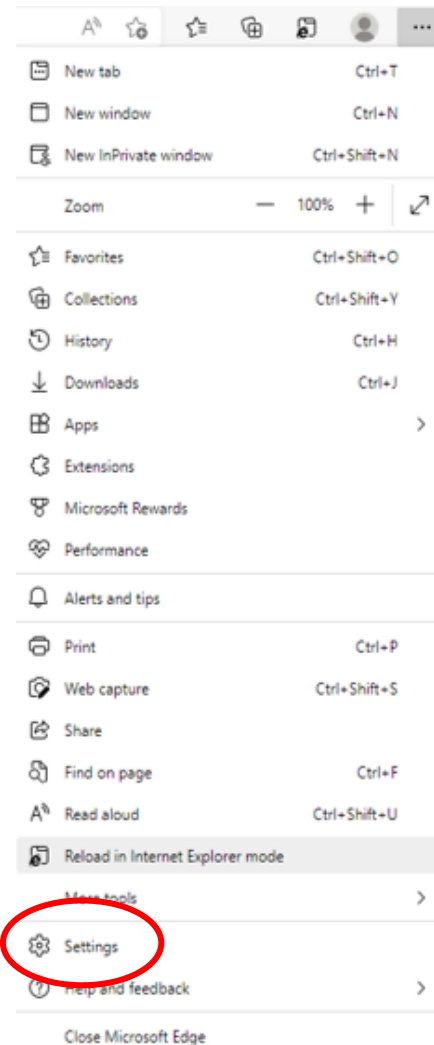 New tab Ctrl+T
New window Ctrl+N
New InPrivate window Ctrl+Shift+N
Zoom — 100% +
Favorites Ctrl+Shift+O
Collections Ctrl+Shift+Y
History Ctrl+H
Downloads Ctrl+J
Apps
Extensions
Microsoft Rewards
Performance
Alerts and tips
Print Ctrl+P
Web capture Ctrl+Shift+S
Share
Find on page Ctrl+F
Read aloud Ctrl+Shift+U
Reload in Internet Explorer mode
More tools
Settings
Help and feedback
Close Microsoft Edge